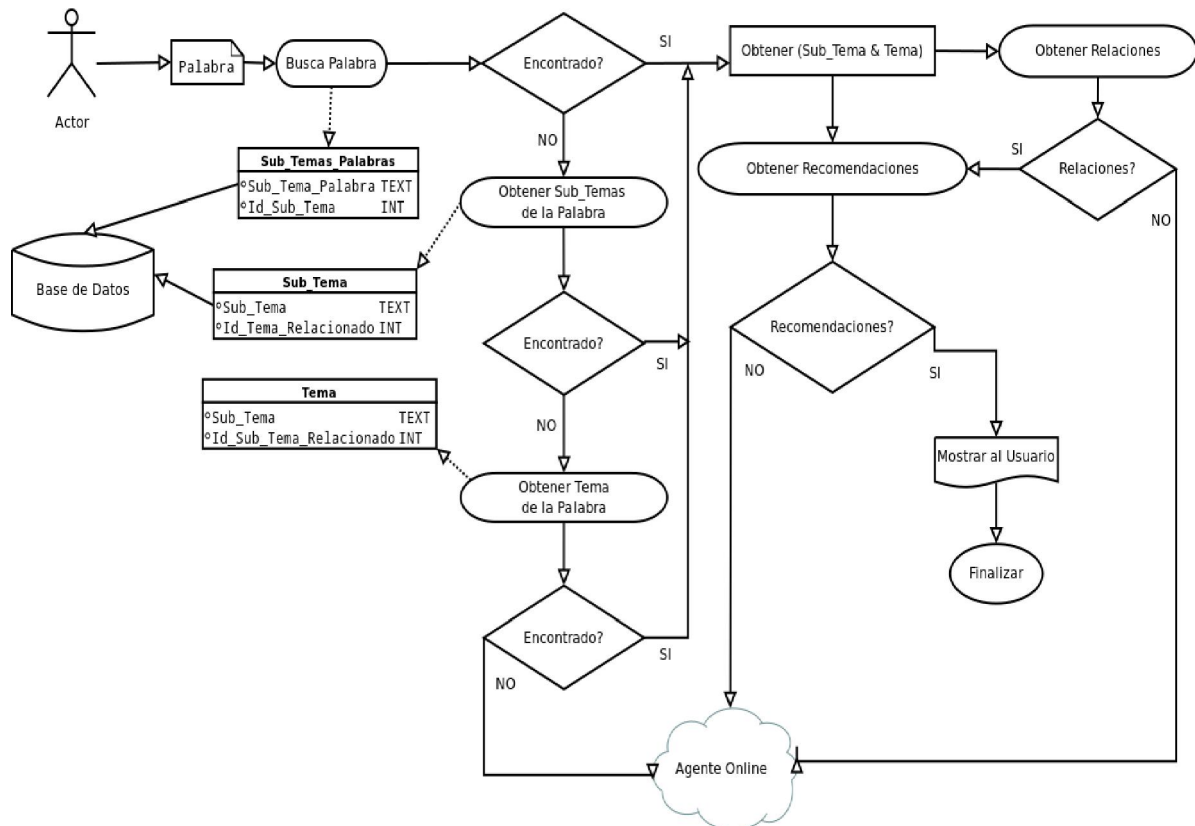 Actor
Palabra
Busca Palabra
Encontrado?
SI
NO
Obtener (Sub_Tema & Tema)
Obtener Relaciones
Sub_Temas_Palabras
Sub_Tema_Palabra TEXT
Id_Sub_Tema INT
Obtener Sub_Temas
de la Palabra
Obtener Recomendaciones
SI
Relaciones?
NO
Base de Datos
Sub_Tema
Sub_Tema TEXT
Id_Tema_Relacionado INT
Encontrado?
SI
NO
Recomendaciones?
NO
SI
Tema
Sub_Tema TEXT
Id_Sub_Tema_Relacionado INT
Obtener Tema
de la Palabra
Mostrar al Usuario
Finalizar
Encontrado?
SI
NO
Agente Online